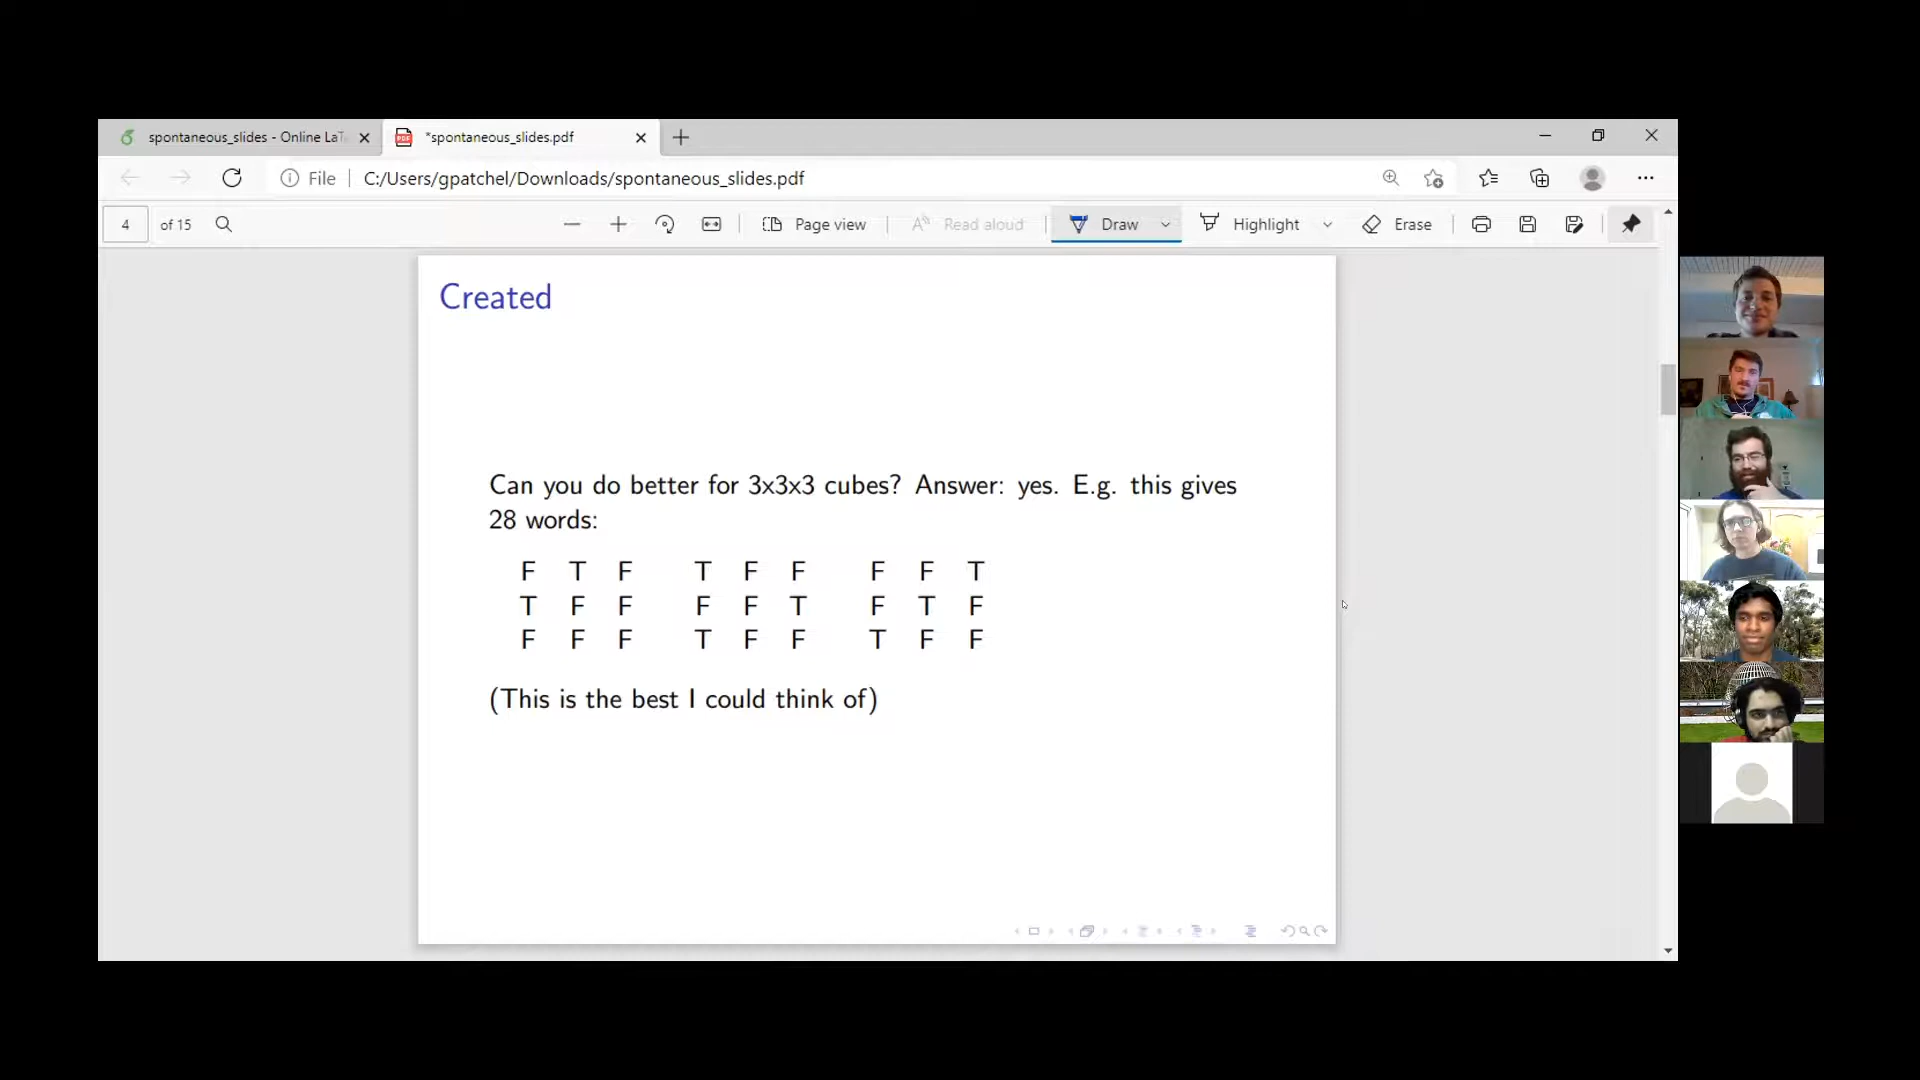 spontaneous_slides - Online LaT
*spontaneous_slides.pdf
File
C:/Users/gpatchel/Downloads/spontaneous_slides.pdf
4 of 15
Page view
Read aloud
Draw
Highlight
Erase
Created
Can you do better for 3x3x3 cubes? Answer: yes. E.g. this gives
28 words:
F T F T F F F F T
T F F F F T F T F
F F F T F F T F F
(This is the best I could think of)